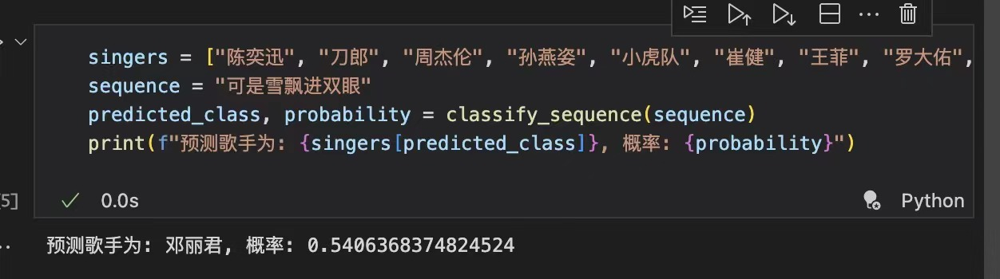 singers = ["陈奕迅", "刀郎", "周杰伦", "孙燕姿", "小虎队", "崔健", "王菲", "罗大佑",
sequence = "可是雪飘进双眼"
predicted_class, probability = classify_sequence(sequence)
print(f"预测歌手为: {singers[predicted_class]}, 概率: {probability}")
5] 0.0s Python
预测歌手为: 邓丽君, 概率: 0.5406368374824524